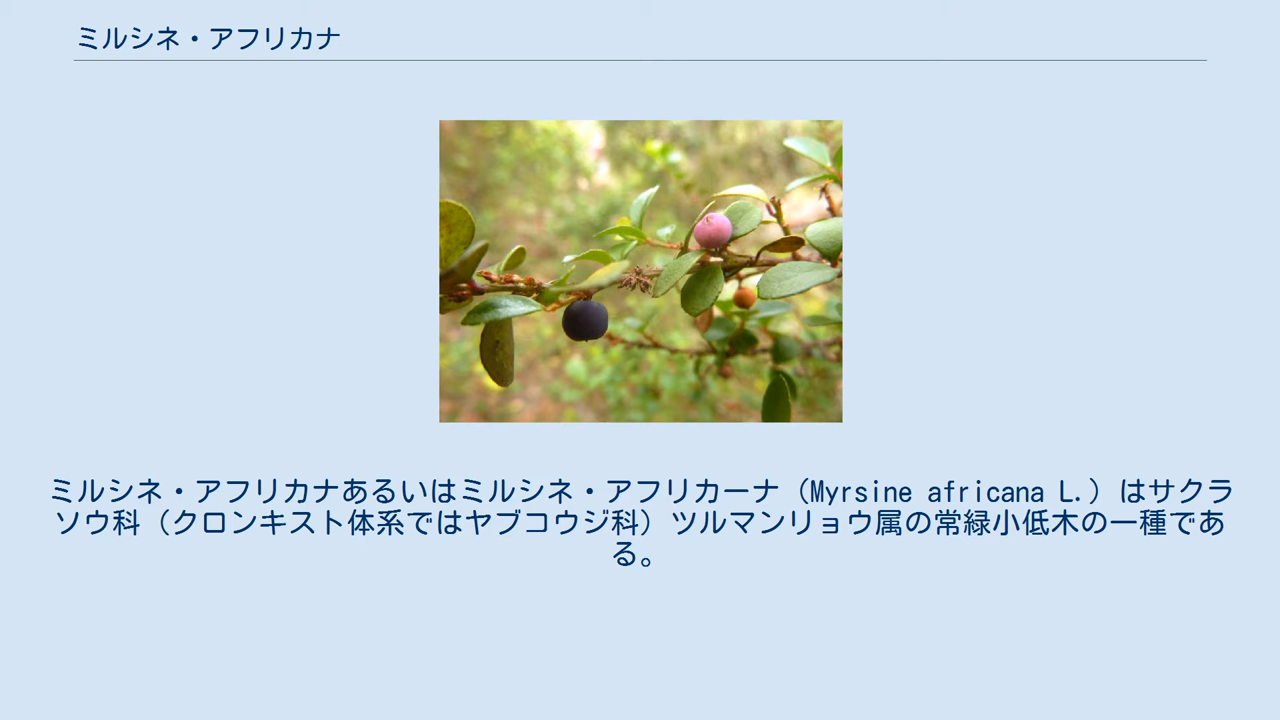 ミルシネ・アフリカナ
ミルシネ・アフリカナあるいはミルシネ・アフリカーナ（Myrsine africana L.）はサクラ
ソウ科（クロンキスト体系ではヤブコウジ科）ツルマンリョウ属の常緑小低木の一種であ
る。